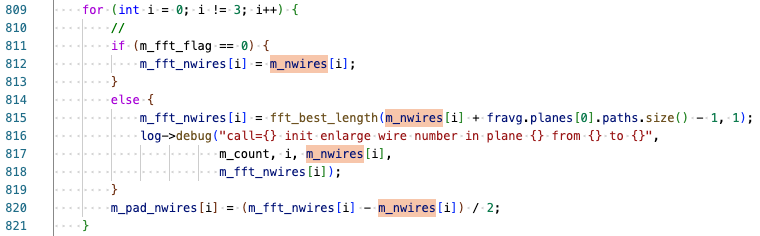 809 for (int i = 0; i != 3; i++) {
810 //
811 if (m_fft_flag == 0) {
812 m_fft_nwires[i] = m_nwires[i];
813 }
814 else {
815 m_fft_nwires[i] = fft_best_length(m_nwires[i] + fravg.planes[0].paths.size() - 1, 1);
816 log->debug("call={} init enlarge wire number in plane {} from {} to {}",
817 m_count, i, m_nwires[i],
818 m_fft_nwires[i]);
819 }
820 m_pad_nwires[i] = (m_fft_nwires[i] - m_nwires[i]) / 2;
821 }